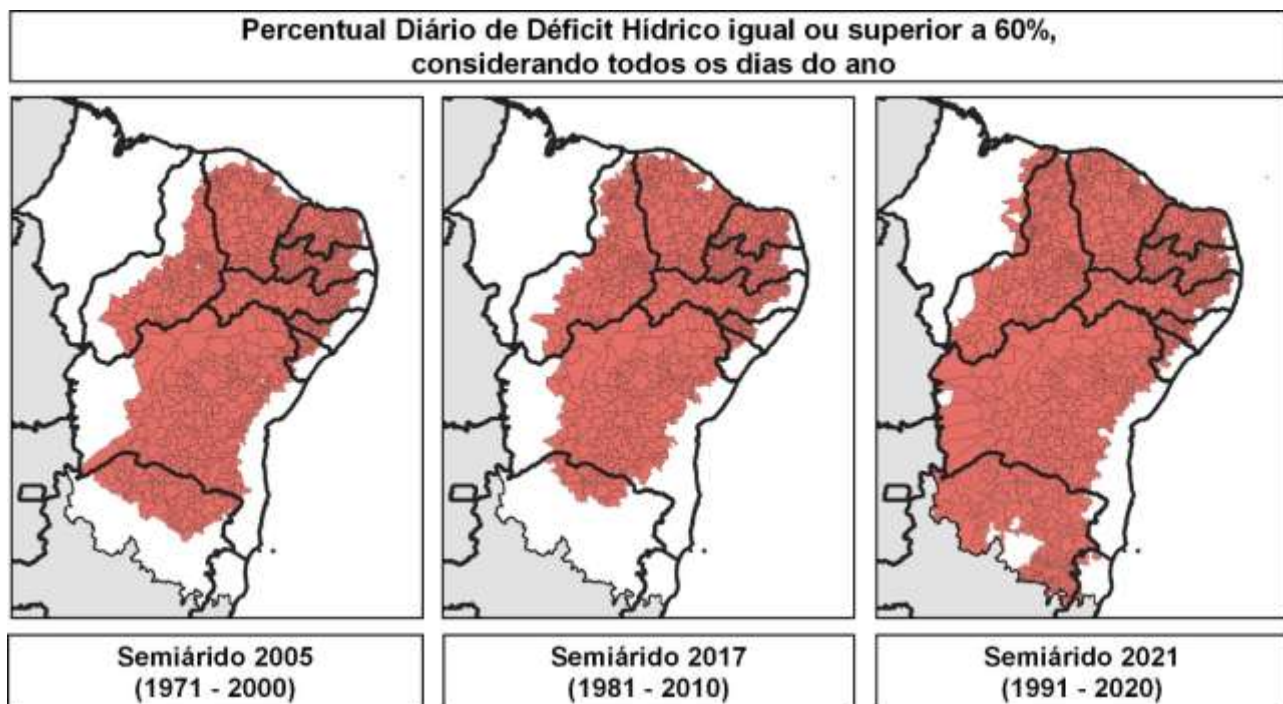 Percentual Diário de Déficit Hídrico igual ou superior a 60%,
considerando todos os dias do ano
Semiárido 2005
(1971 - 2000)
Semiárido 2017
(1981 - 2010)
Semiárido 2021
(1991 - 2020)